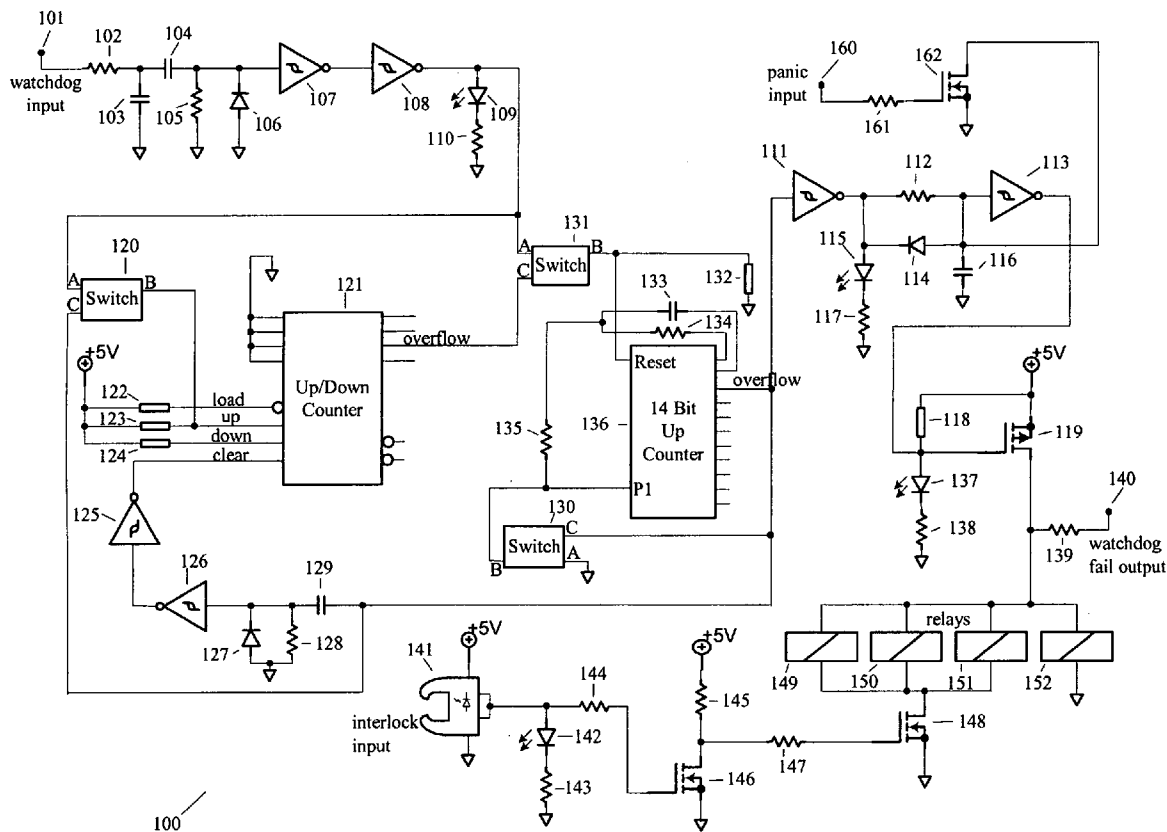 101
102
104
watchdog
input
103
105
106
107
108
109
110
160
162
panic
input
161
111
112
113
115
114
116
117
120
A
B
C
Switch
131
A
B
C
Switch
132
121
133
134
overflow
Reset
overflow
+5V
+5V
122
load
123
up
124
down
clear
Up/Down
Counter
135
136
14 Bit
Up
Counter
P1
118
119
137
138
140
139
watchdog
fail output
125
126
129
127
128
130
Switch
C
A
B
+5V
+5V
141
interlock
input
144
142
143
145
146
147
148
relays
149
150
151
152
100